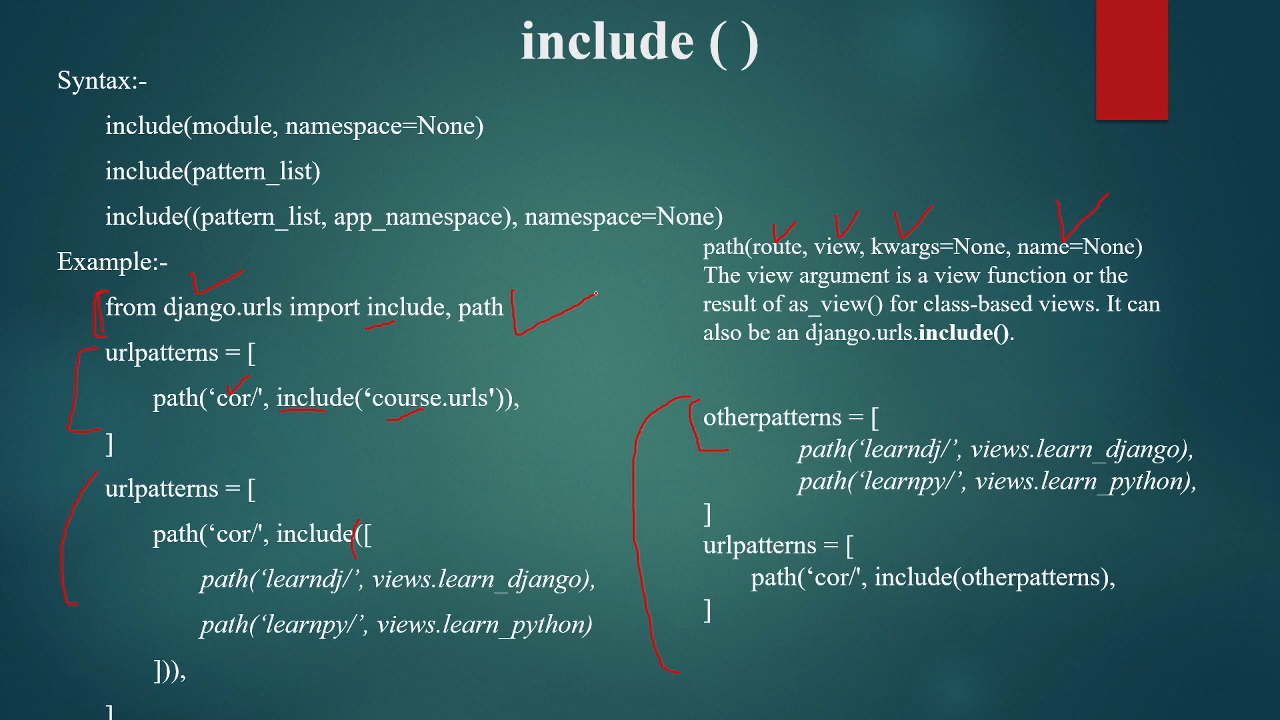 include ( )
Syntax:-
include(module, namespace=None)
include(pattern_list)
include((pattern_list, app_namespace), namespace=None)
Example:-
from django.urls import include, path
urlpatterns = [
path(‘cor/', include(‘course.urls')),
]
urlpatterns = [
path(‘cor/', include([
path(‘learndj/’, views.learn_django),
path(‘learnpy/’, views.learn_python)
])),
]
path(route, view, kwargs=None, name=None)
The view argument is a view function or the
result of as_view() for class-based views. It can
also be an django.urls.include().
otherpatterns = [
path(‘learndj/’, views.learn_django),
path(‘learnpy/’, views.learn_python),
]
urlpatterns = [
path(‘cor/', include(otherpatterns),
]